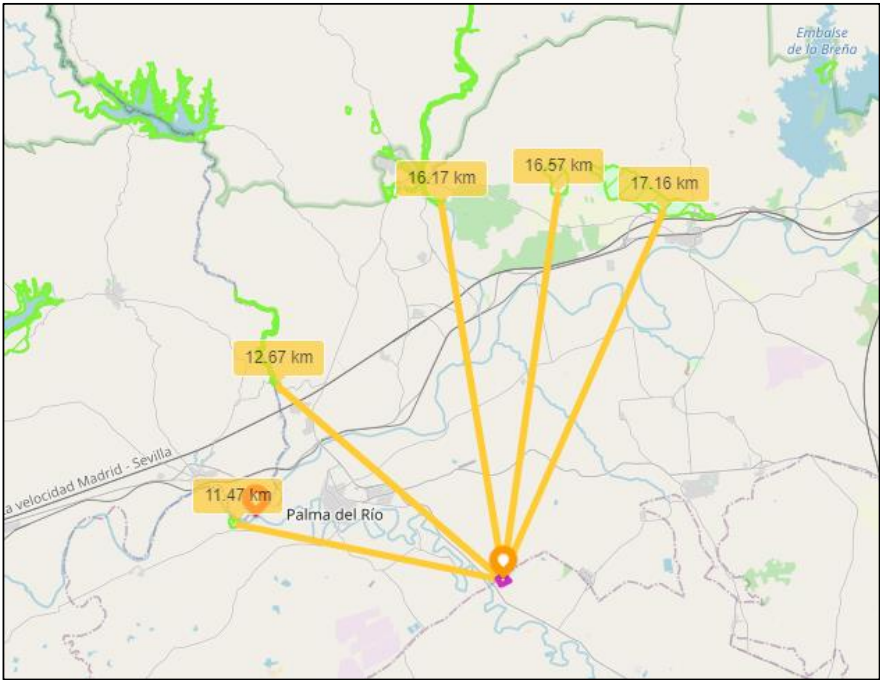 Embalse
de la Breña
16.17 km
16.57 km
17.16 km
12.67 km
a velocidad Madrid - Sevilla
11.47 km
Palma del Río